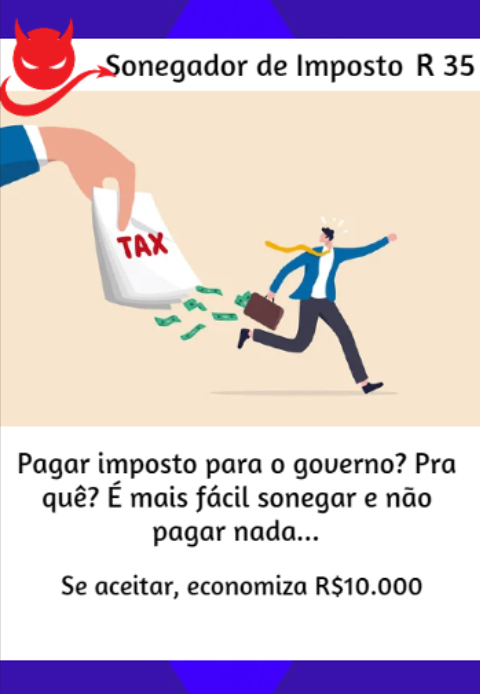 Sonegador de Imposto R 35
TAX
Pagar imposto para o governo? Pra
quê? É mais fácil sonegar e não
pagar nada...
Se aceitar, economiza R$10.000